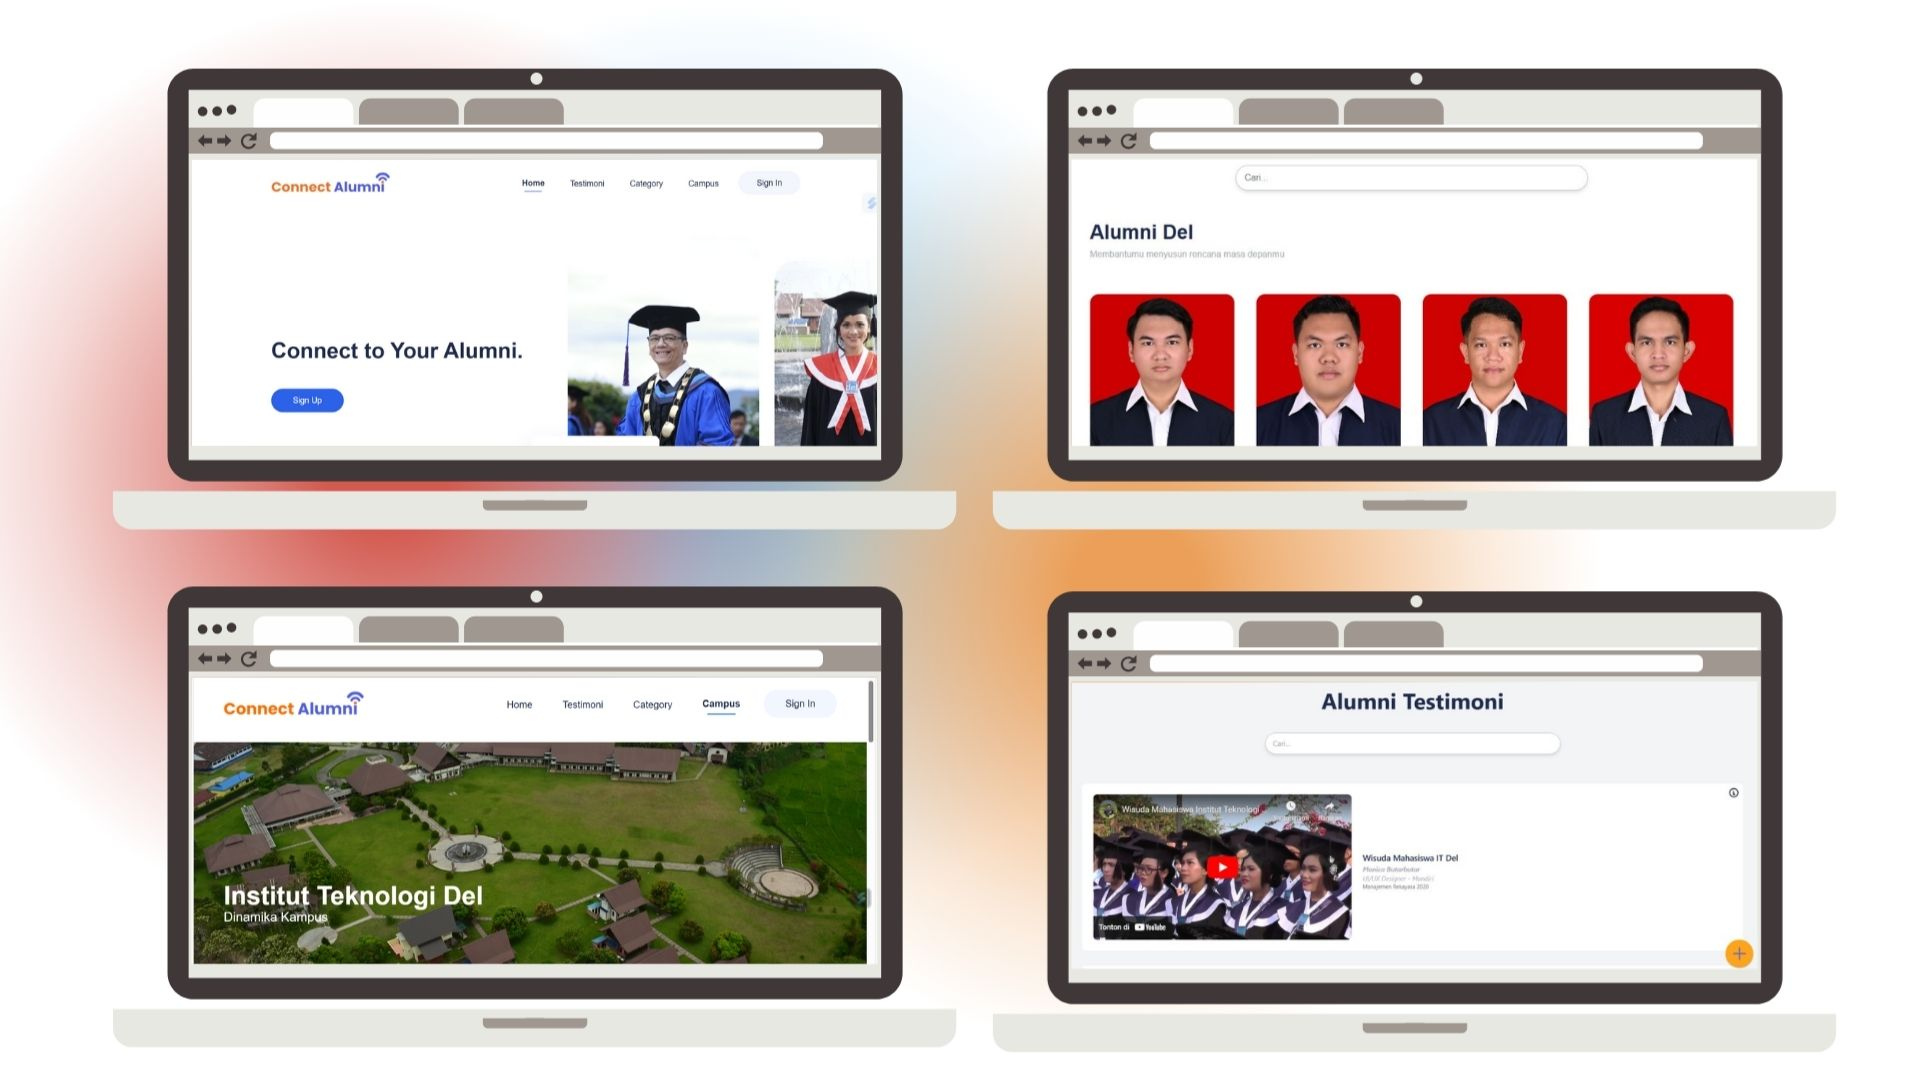 Connect Alumni
Home
Testimoni
Category
Campus
Sign In
Connect to Your Alumni.
Sign Up
Cari...
Alumni Del
Membantumu menyusun rencana masa depanmu
Connect Alumni
Home
Testimoni
Category
Campus
Sign In
Institut Teknologi Del
Dinamika Kampus
Alumni Testimoni
Cari...
Wisuda Mahasiswa Institut Teknologi
Tonton di YouTube
Wisuda Mahasiswa IT Del
Monica Butarbutar
UI/UX Designer - Mandiri
Manajemen Rekayasa 2020